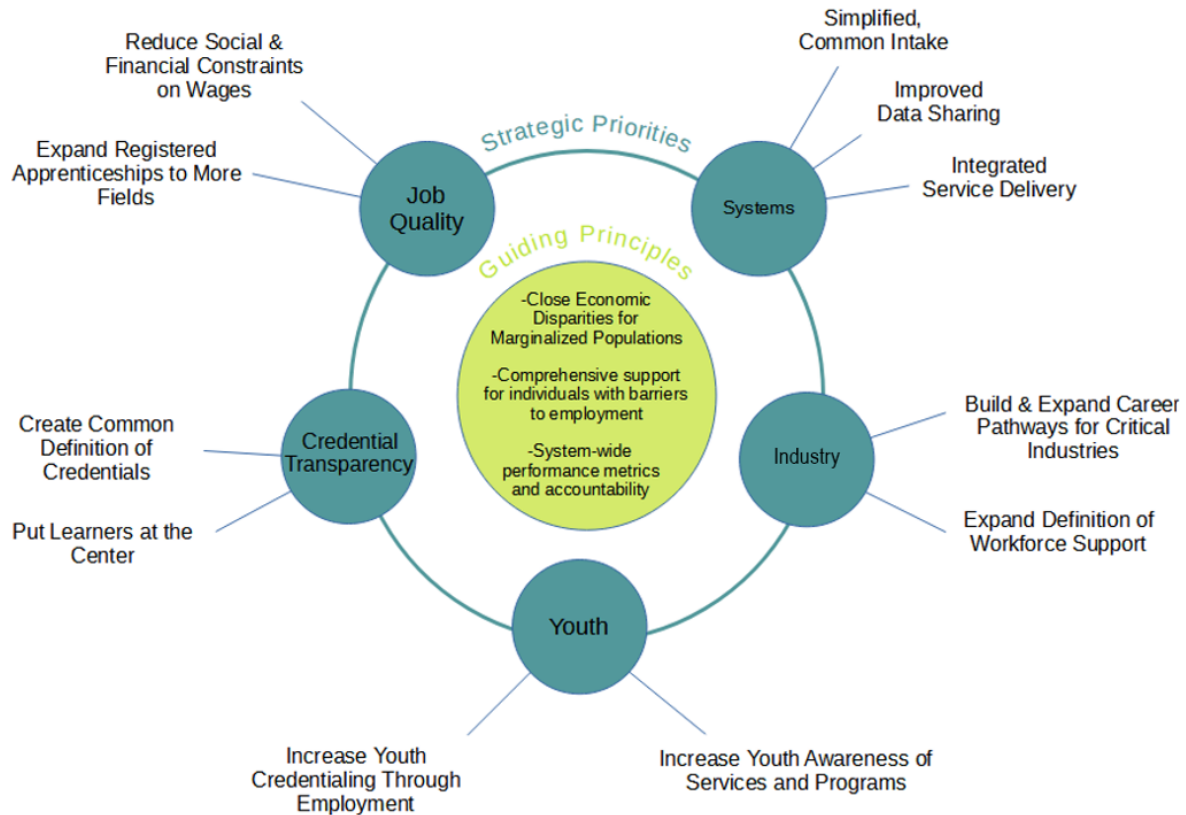 Strategic Priorities
Reduce Social &
Financial Constraints
on Wages
Expand Registered
Apprenticeships to More
Fields
Job
Quality
Simplified,
Common Intake
Improved
Data Sharing
Integrated
Service Delivery
Systems
Guiding Principles
-Close Economic
Disparities for
Marginalized Populations
-Comprehensive support
for individuals with barriers
to employment
-System-wide
performance metrics
and accountability
Create Common
Definition of
Credentials
Put Learners at the
Center
Credential
Transparency
Industry
Build & Expand Career
Pathways for Critical
Industries
Expand Definition of
Workforce Support
Youth
Increase Youth
Credentialing Through
Employment
Increase Youth Awareness of
Services and Programs